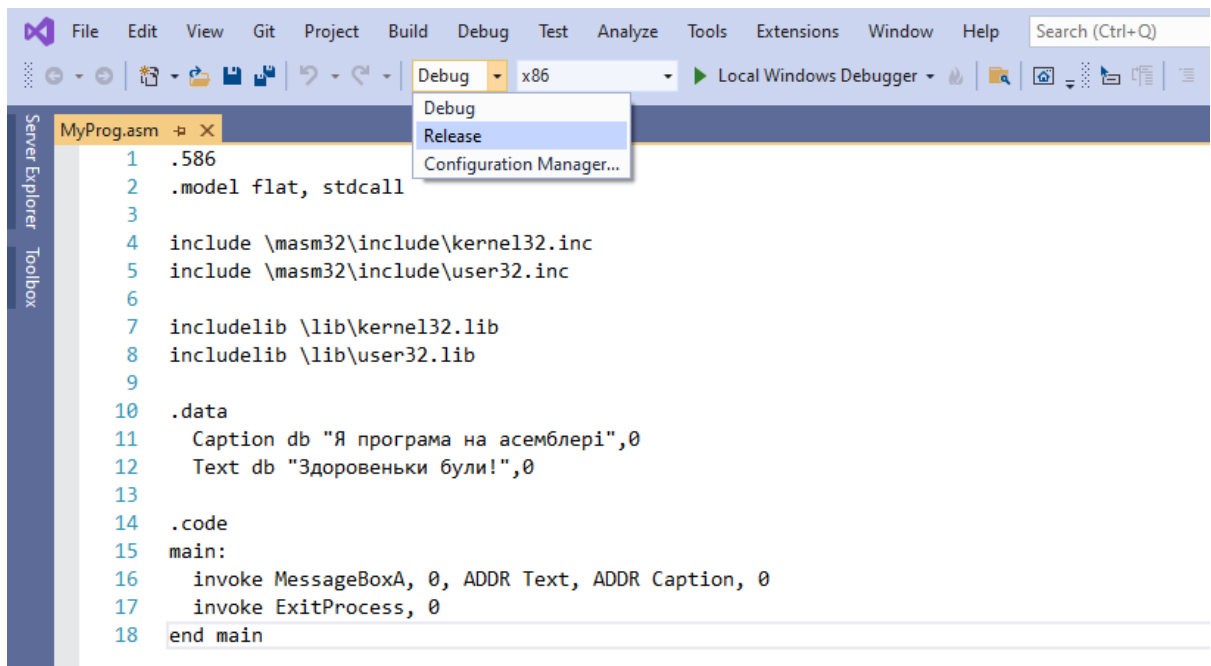 File Edit View Git Project Build Debug Test Analyze Tools Extensions Window Help Search (Ctrl+Q)
Debug x86 Local Windows Debugger
Debug
Release
Configuration Manager...
Server Explorer
Toolbox
MyProg.asm
1 .586
2 .model flat, stdcall
3
4 include \masm32\include\kernel32.inc
5 include \masm32\include\user32.inc
6
7 includelib \lib\kernel32.lib
8 includelib \lib\user32.lib
9
10 .data
11 Caption db "Я програма на асемблері",0
12 Text db "Здоровеньки були!",0
13
14 .code
15 main:
16 invoke MessageBoxA, 0, ADDR Text, ADDR Caption, 0
17 invoke ExitProcess, 0
18 end main